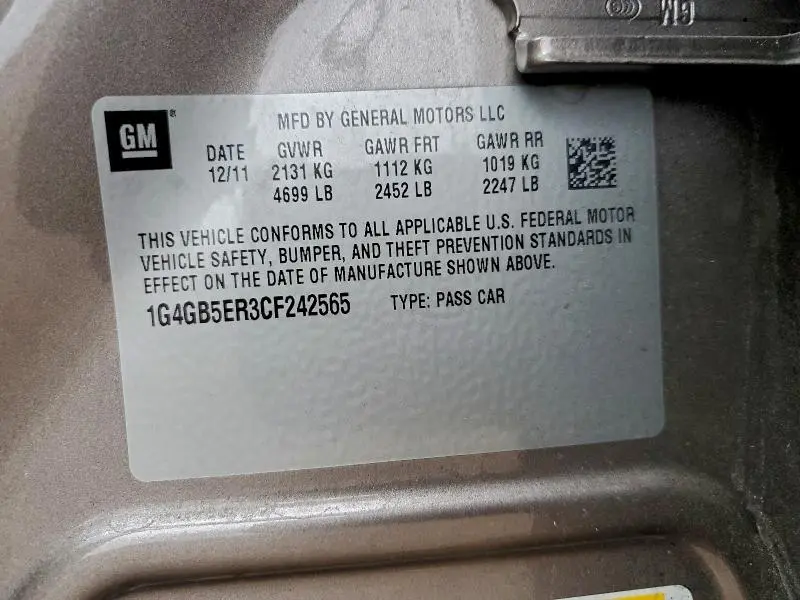 GM
GM®
MFD BY GENERAL MOTORS LLC
DATE GVWR GAWR FRT GAWR RR
12/11 2131 KG 1112 KG 1019 KG
4699 LB 2452 LB 2247 LB
THIS VEHICLE CONFORMS TO ALL APPLICABLE U.S. FEDERAL MOTOR
VEHICLE SAFETY, BUMPER, AND THEFT PREVENTION STANDARDS IN
EFFECT ON THE DATE OF MANUFACTURE SHOWN ABOVE.
1G4GB5ER3CF242565 TYPE: PASS CAR